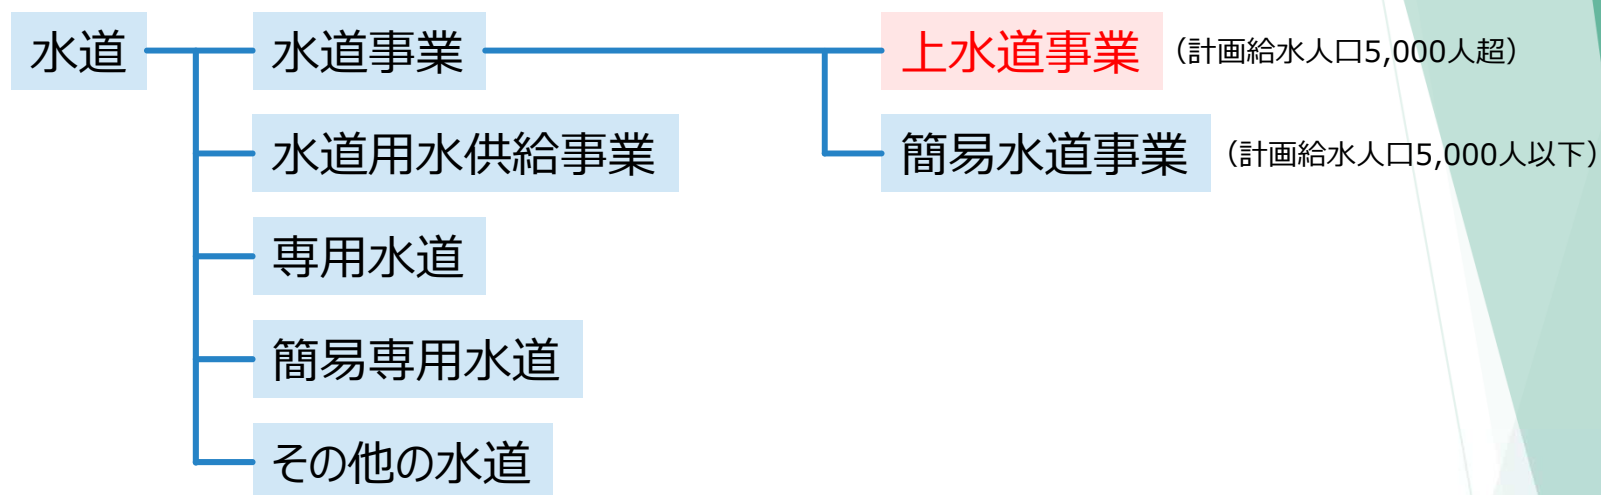 水道 水道事業 上水道事業 （計画給水人口5,000人超）
水道用水供給事業 簡易水道事業 （計画給水人口5,000人以下）
専用水道
簡易専用水道
その他の水道